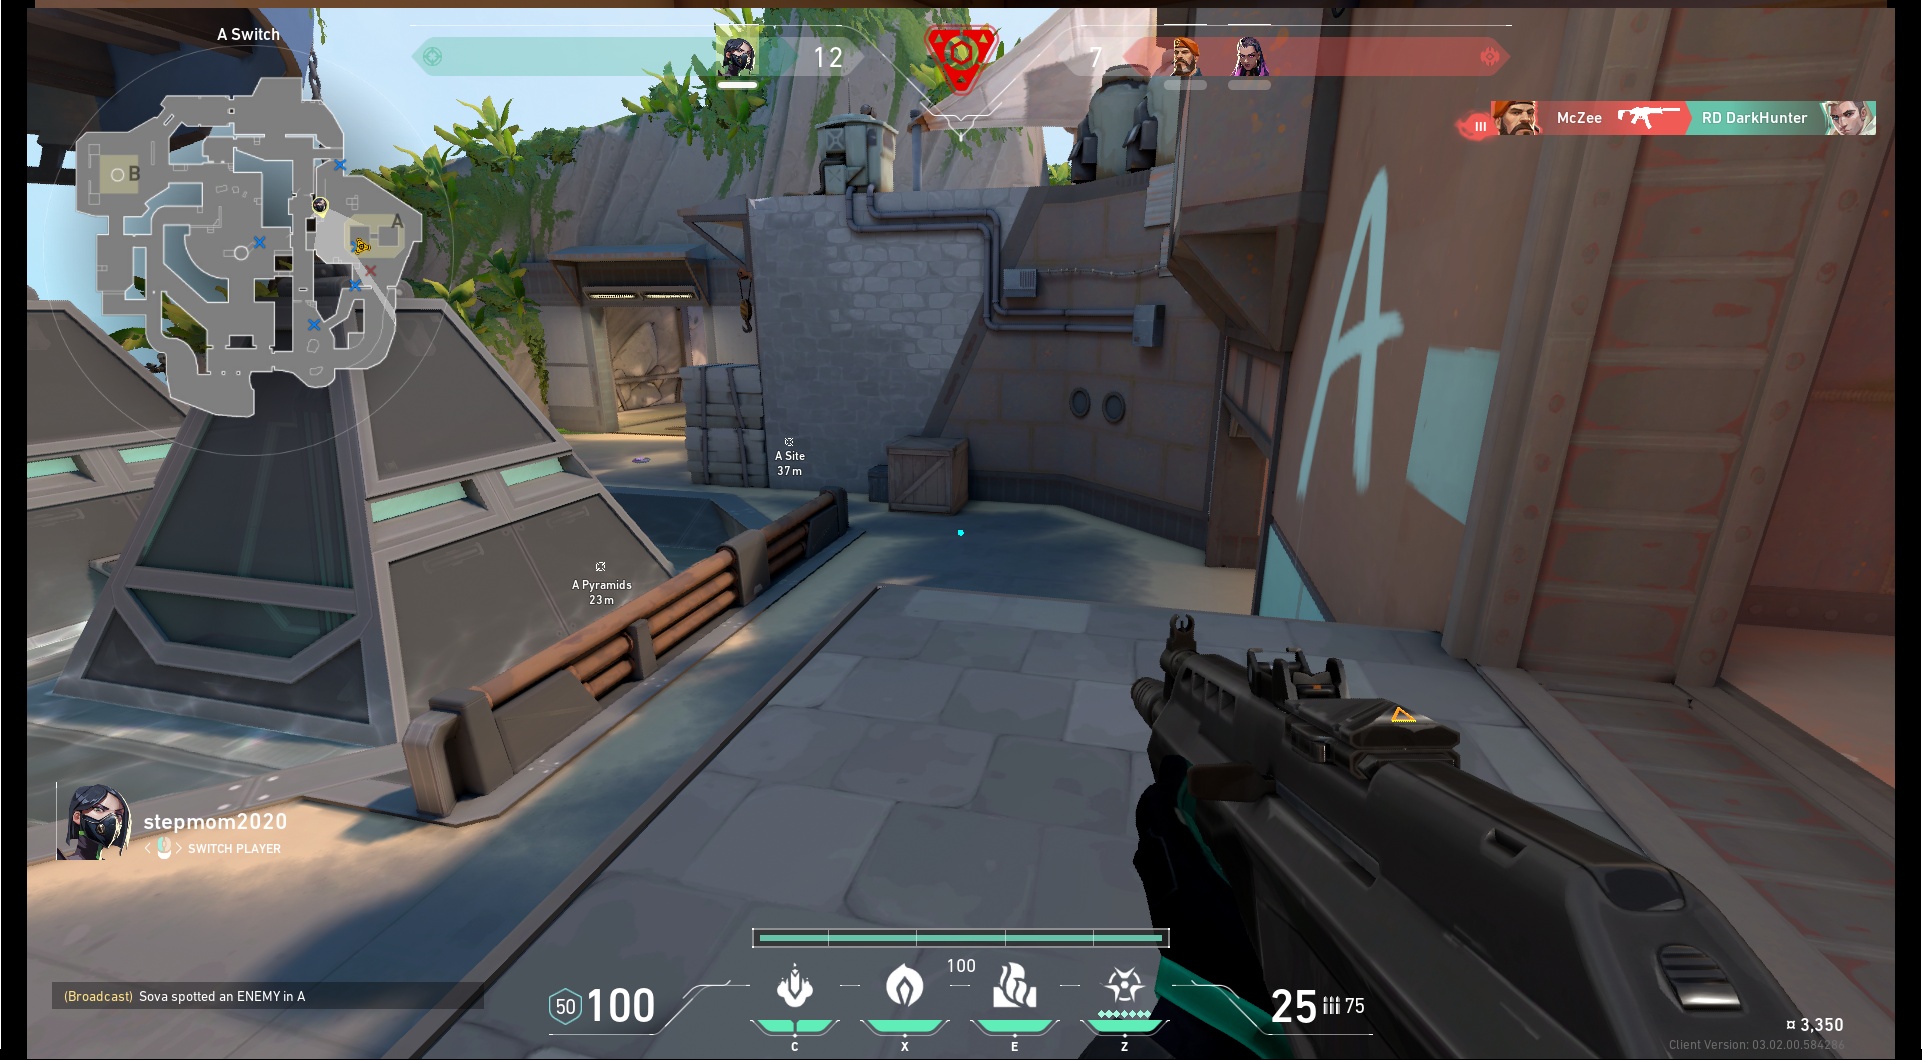 A Switch
12
7
III
McZee
RD DarkHunter
B
A
A
A Site
37m
A Pyramids
23m
stepmom2020
< > SWITCH PLAYER
(Broadcast) Sova spotted an ENEMY in A
50
100
100
25
75
C
X
E
Z
¤ 3,350
Client Version: 03.02.00.584286